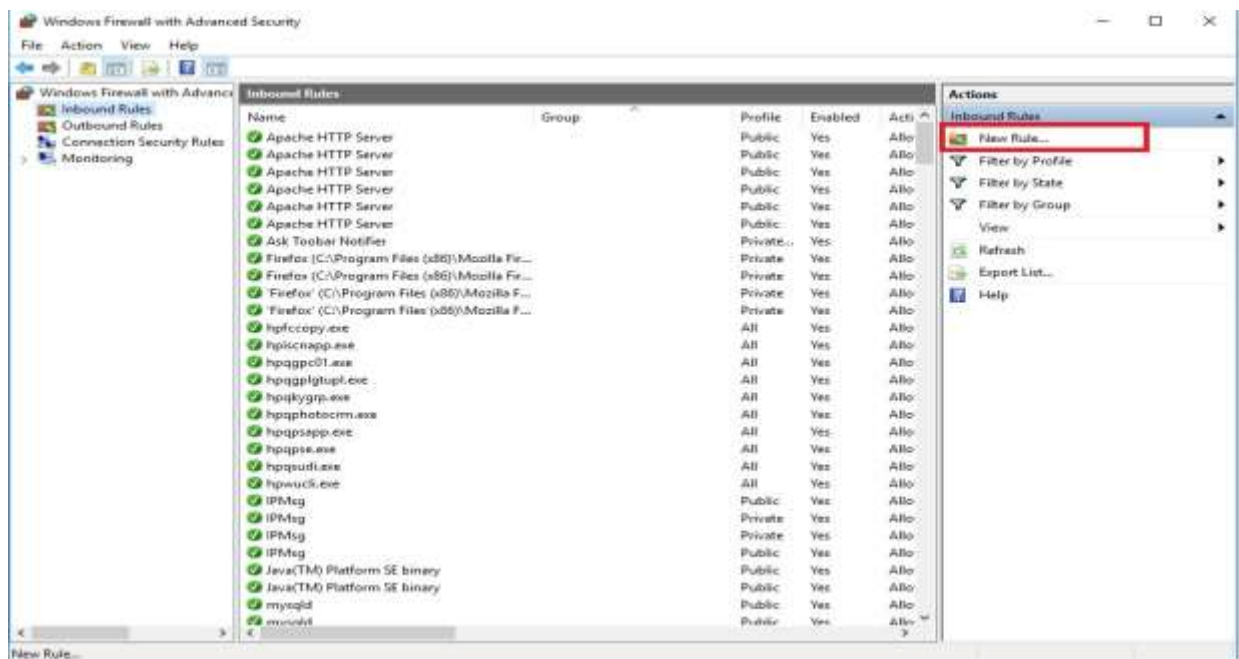 Windows Firewall with Advanced Security
File Action View Help
Windows Firewall with Advance
Inbound Rules
Outbound Rules
Connection Security Rules
Monitoring
Inbound Rules
Name Group Profile Enabled Acti
Apache HTTP Server Public Yes Allo
Apache HTTP Server Public Yes Allo
Apache HTTP Server Public Yes Allo
Apache HTTP Server Public Yes Allo
Apache HTTP Server Public Yes Allo
Apache HTTP Server Public Yes Allo
Ask Toobar Notifier Private... Yes Allo
Firefox (C:\Program Files (x86)\Mozilla Fir... Private Yes Allo
Firefox (C:\Program Files (x86)\Mozilla Fir... Private Yes Allo
'Firefox' (C:\Program Files (x86)\Mozilla F... Private Yes Allo
'Firefox' (C:\Program Files (x86)\Mozilla F... Private Yes Allo
hpfccopy.exe All Yes Allo
hpiscnapp.exe All Yes Allo
hpqgpc01.exe All Yes Allo
hpqgplgtupl.exe All Yes Allo
hpqkygrp.exe All Yes Allo
hpqphotocrm.exe All Yes Allo
hpqpsapp.exe All Yes Allo
hpqpse.exe All Yes Allo
hpqsudi.exe All Yes Allo
hpwucli.exe All Yes Allo
IPMsg Public Yes Allo
IPMsg Private Yes Allo
IPMsg Private Yes Allo
IPMsg Public Yes Allo
Java(TM) Platform SE binary Public Yes Allo
Java(TM) Platform SE binary Public Yes Allo
mysqld Public Yes Allo
mysqld Public Yes Allo
Actions
Inbound Rules
New Rule...
Filter by Profile
Filter by State
Filter by Group
View
Refresh
Export List...
Help
New Rule...